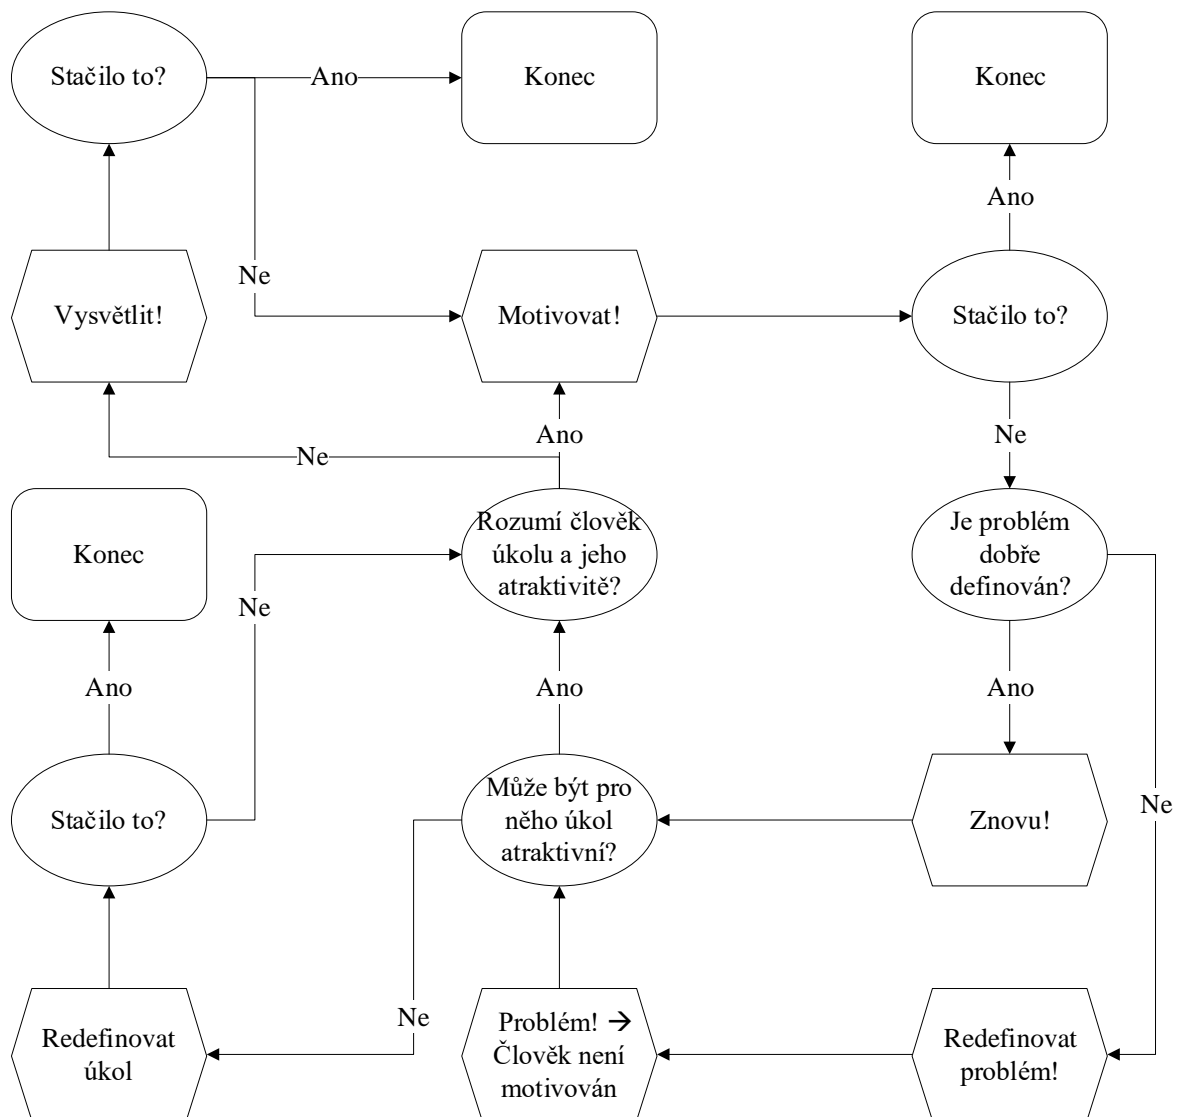 Stačilo to?
Ano
Konec
Konec
Ano
Ne
Vysvětlit!
Motivovat!
Stačilo to?
Ano
Ne
Ne
Konec
Rozumí člověk
úkolu a jeho
atraktivitě?
Je problém
dobře
definován?
Ne
Ano
Ano
Ano
Stačilo to?
Může být pro
něho úkol
atraktivní?
Znovu!
Ne
Ne
Redefinovat
úkol
Problém! →
Člověk není
motivován
Redefinovat
problém!